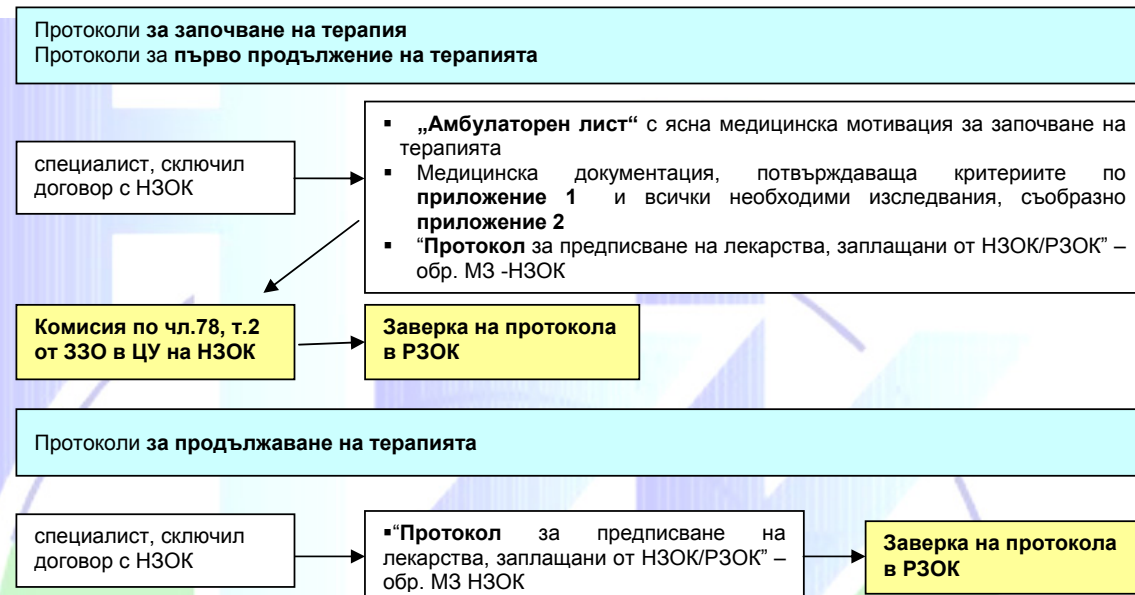 Протоколи за започване на терапия
Протоколи за първо продължение на терапията
специалист, сключил
договор с НЗОК
▪ „Амбулаторен лист“ с ясна медицинска мотивация за започване на
терапията
▪ Медицинска документация, потвърждаваща критериите по
приложение 1 и всички необходими изследвания, съобразно
приложение 2
▪ “Протокол за предписване на лекарства, заплащани от НЗОК/РЗОК” –
обр. МЗ -НЗОК
Комисия по чл.78, т.2
от ЗЗО в ЦУ на НЗОК
Заверка на протокола
в РЗОК
Протоколи за продължаване на терапията
специалист, сключил
договор с НЗОК
▪“Протокол за предписване на
лекарства, заплащани от НЗОК/РЗОК” –
обр. МЗ НЗОК
Заверка на протокола
в РЗОК